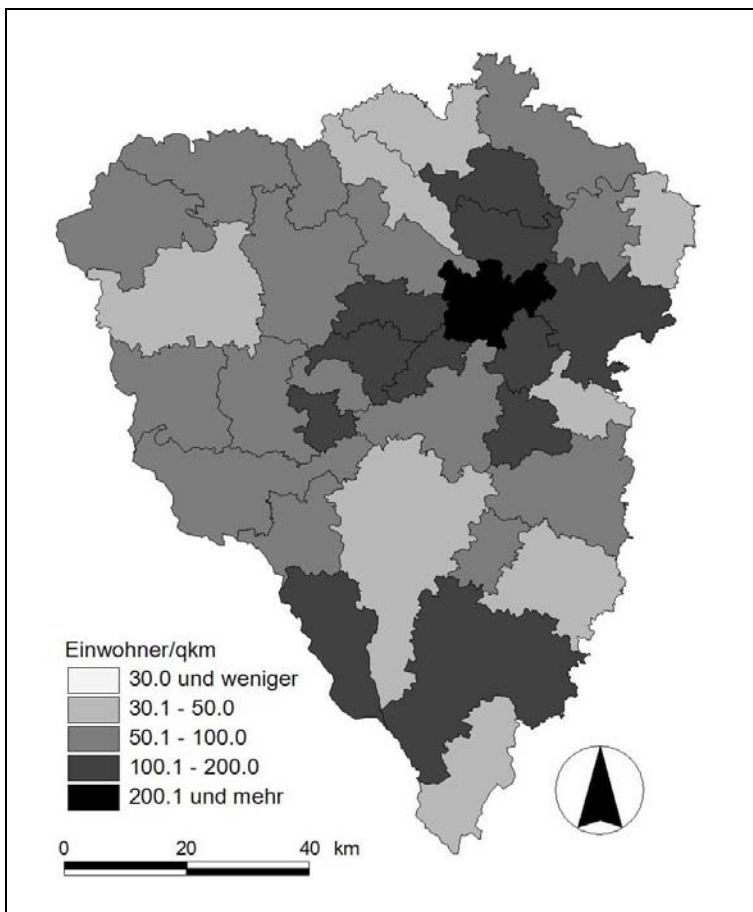 Einwohner/qkm
30.0 und weniger
30.1 - 50.0
50.1 - 100.0
100.1 - 200.0
200.1 und mehr
0 20 40 km